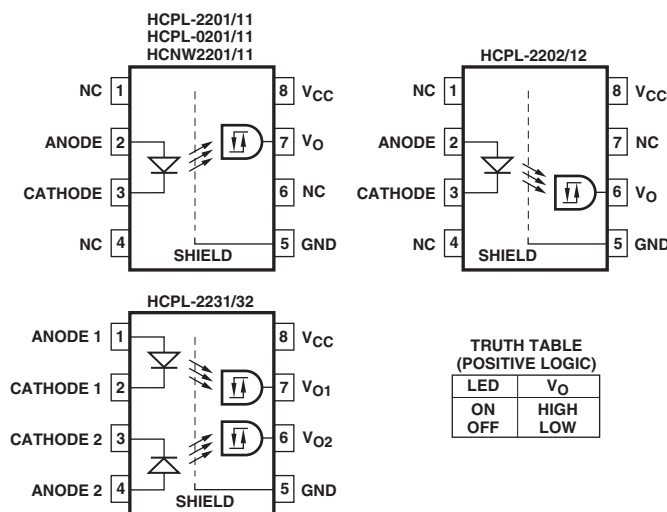 HCPL-2201/11
HCPL-0201/11
HCNW2201/11
NC 1
ANODE 2
CATHODE 3
NC 4
8 VCC
7 VO
6 NC
5 GND
SHIELD
HCPL-2202/12
NC 1
ANODE 2
CATHODE 3
NC 4
8 VCC
7 NC
6 VO
5 GND
SHIELD
HCPL-2231/32
ANODE 1 1
CATHODE 1 2
CATHODE 2 3
ANODE 2 4
8 VCC
7 VO1
6 VO2
5 GND
SHIELD
TRUTH TABLE
(POSITIVE LOGIC)
LED VO
ON HIGH
OFF LOW